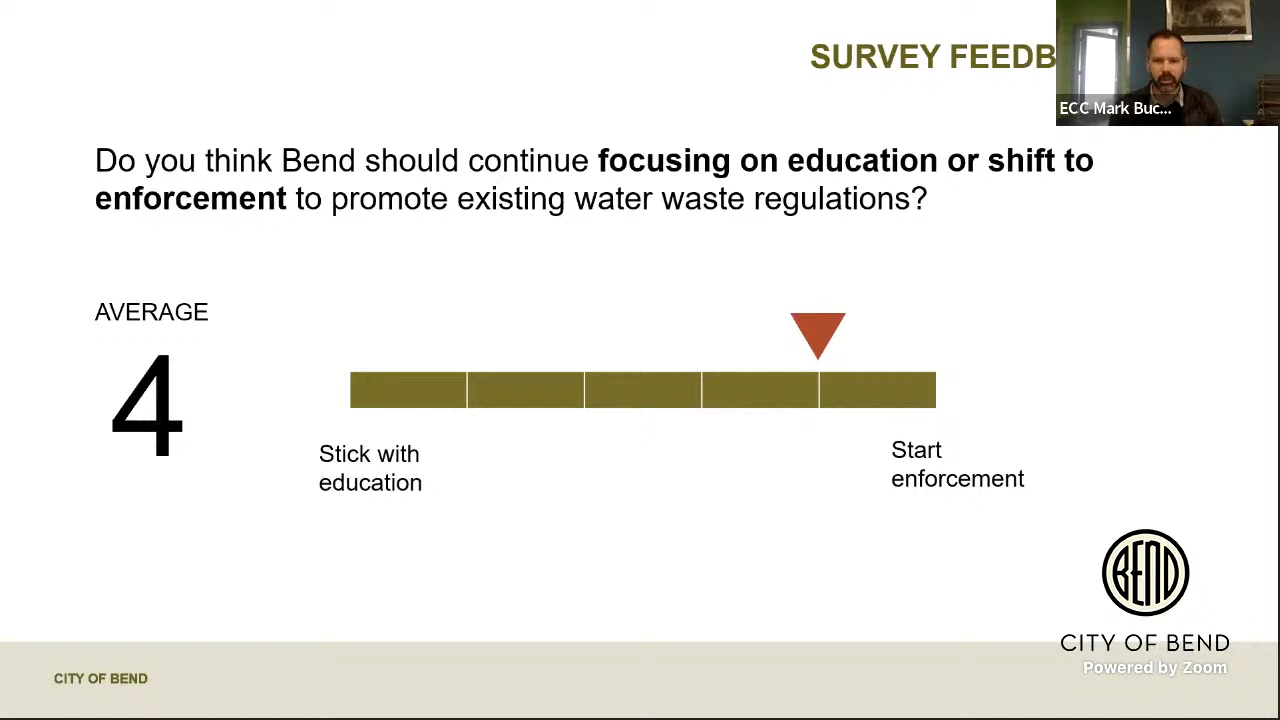 SURVEY FEEDB
ECC Mark Buc...
Do you think Bend should continue focusing on education or shift to
enforcement to promote existing water waste regulations?
AVERAGE
4
Stick with
education
Start
enforcement
BEND
CITY OF BEND
Powered by Zoom
CITY OF BEND